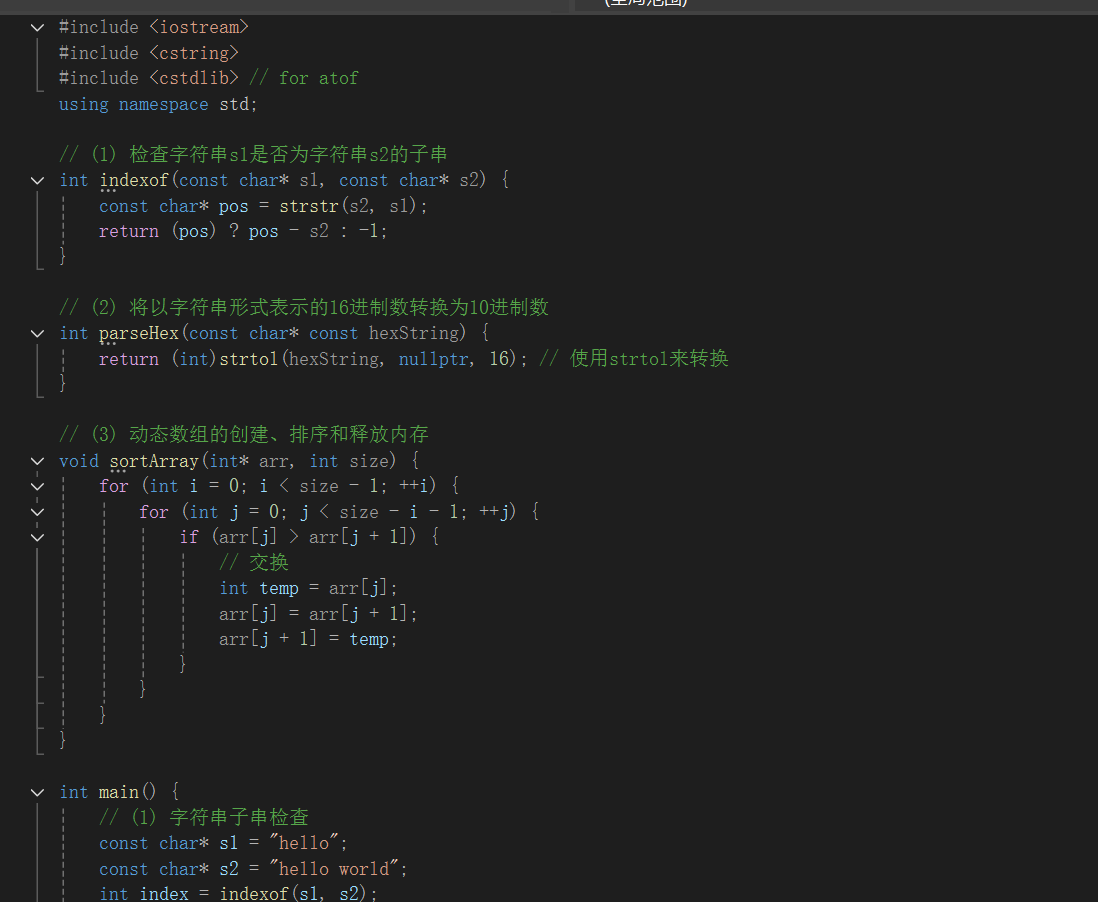 (全局范围)
#include <iostream>
#include <cstring>
#include <cstdlib> // for atof
using namespace std;
// (1) 检查字符串s1是否为字符串s2的子串
int indexof(const char* s1, const char* s2) {
const char* pos = strstr(s2, s1);
return (pos) ? pos - s2 : -1;
}
// (2) 将以字符串形式表示的16进制数转换为10进制数
int parseHex(const char* const hexString) {
return (int)strtol(hexString, nullptr, 16); // 使用strtol来转换
}
// (3) 动态数组的创建、排序和释放内存
void sortArray(int* arr, int size) {
for (int i = 0; i < size - 1; ++i) {
for (int j = 0; j < size - i - 1; ++j) {
if (arr[j] > arr[j + 1]) {
// 交换
int temp = arr[j];
arr[j] = arr[j + 1];
arr[j + 1] = temp;
}
}
}
}
int main() {
// (1) 字符串子串检查
const char* s1 = "hello";
const char* s2 = "hello world";
int index = indexof(s1, s2);